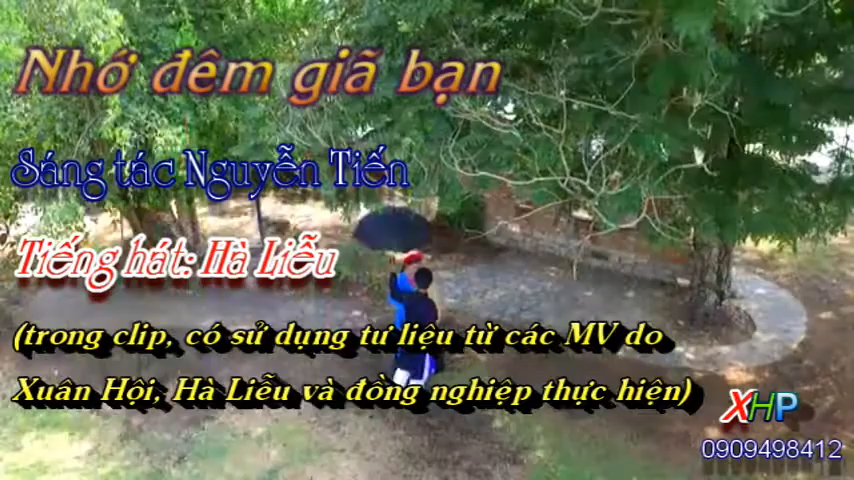 Nhớ đêm giã bạn
Sáng tác Nguyễn Tiến
Tiếng hát: Hà Liễu
(trong clip, có sử dụng tư liệu từ các MV do
Xuân Hội, Hà Liễu và đồng nghiệp thực hiện)
XHP
0909498412